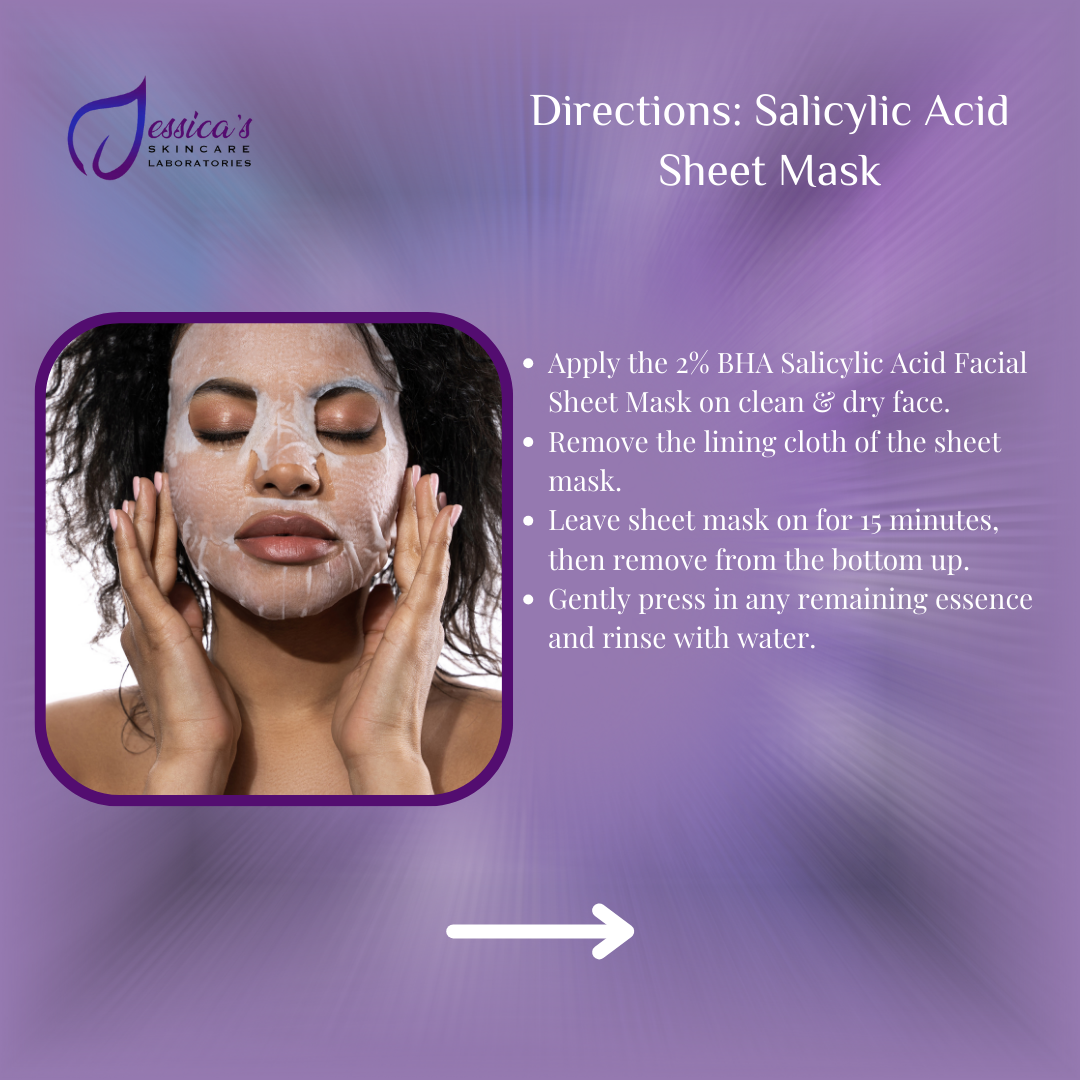 Jessica's
SKINCARE
LABORATORIES
Directions: Salicylic Acid
Sheet Mask
Apply the 2% BHA Salicylic Acid Facial
Sheet Mask on clean & dry face.
Remove the lining cloth of the sheet
mask.
Leave sheet mask on for 15 minutes,
then remove from the bottom up.
Gently press in any remaining essence
and rinse with water.